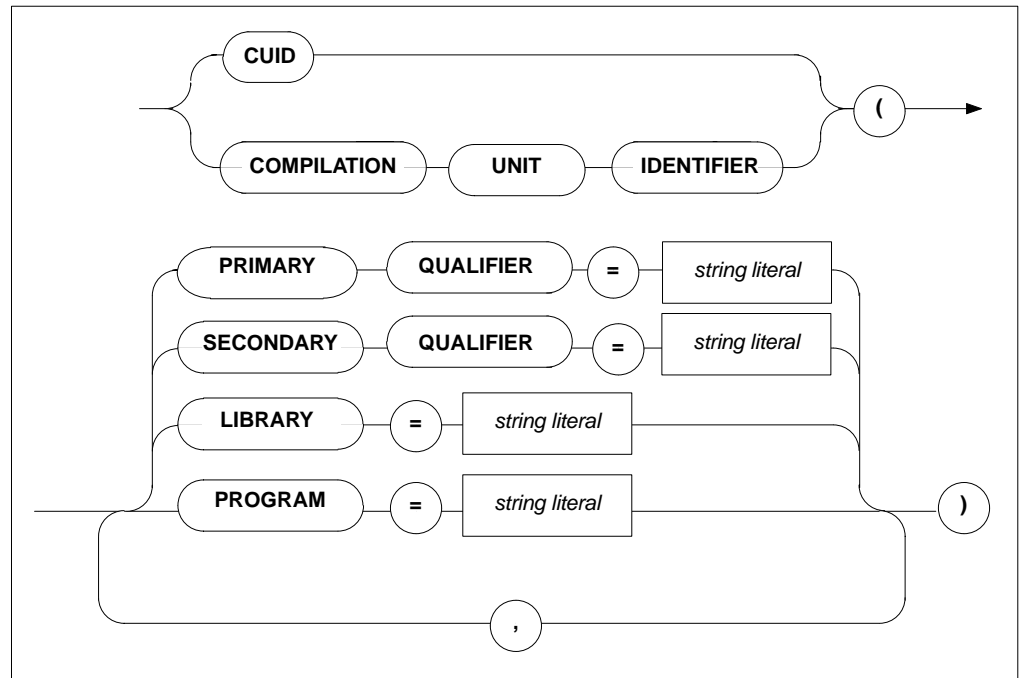 CUID
(
COMPILATION UNIT IDENTIFIER
PRIMARY QUALIFIER = string literal
SECONDARY QUALIFIER = string literal
LIBRARY = string literal
PROGRAM = string literal
)
,